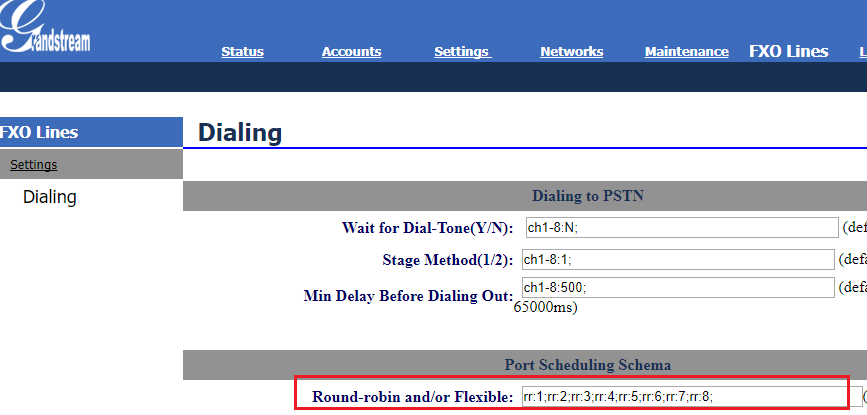 Grandstream
Status Accounts Settings Networks Maintenance FXO Lines L
FXO Lines
Settings
Dialing
Dialing
Dialing to PSTN
Wait for Dial-Tone(Y/N): ch1-8:N; (def
Stage Method(1/2): ch1-8:1; (defa
Min Delay Before Dialing Out: ch1-8:500; (defa
65000ms)
Port Scheduling Schema
Round-robin and/or Flexible: rr:1;rr:2;rr:3;rr:4;rr:5;rr:6;rr:7;rr:8; (